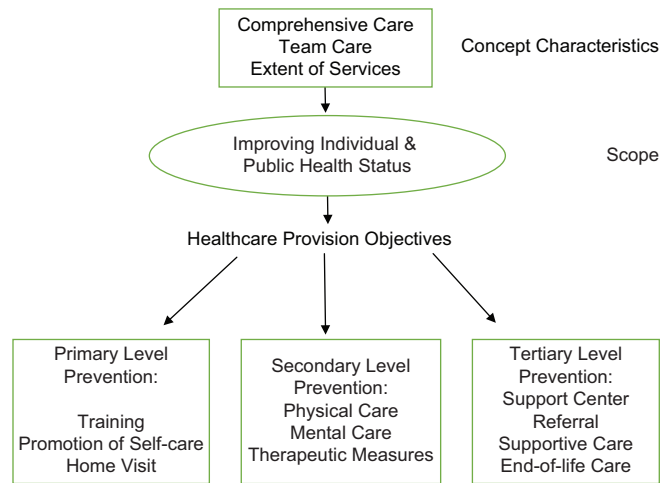 Comprehensive Care
Team Care
Extent of Services
Concept Characteristics
Improving Individual &
Public Health Status
Scope
Healthcare Provision Objectives
Primary Level
Prevention:
Training
Promotion of Self-care
Home Visit
Secondary Level
Prevention:
Physical Care
Mental Care
Therapeutic Measures
Tertiary Level
Prevention:
Support Center
Referral
Supportive Care
End-of-life Care